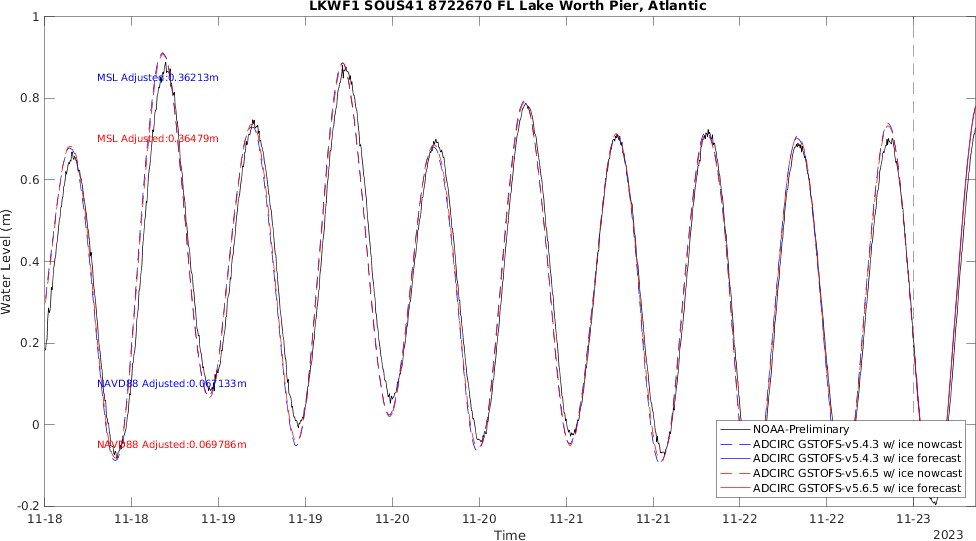 LKWF1 SOUS41 8722670 FL Lake Worth Pier, Atlantic
1
0.8
0.6
0.4
0.2
0
-0.2
Water Level (m)
MSL Adjusted:0.36213m
MSL Adjusted:0.36479m
NAVD88 Adjusted:0.067133m
NAVD88 Adjusted:0.069786m
NOAA-Preliminary
ADCIRC GSTOFS-v5.4.3 w/ ice nowcast
ADCIRC GSTOFS-v5.4.3 w/ ice forecast
ADCIRC GSTOFS-v5.6.5 w/ ice nowcast
ADCIRC GSTOFS-v5.6.5 w/ ice forecast
11-18 11-18 11-19 11-19 11-20 11-20 11-21 11-21 11-22 11-22 11-23
Time
2023